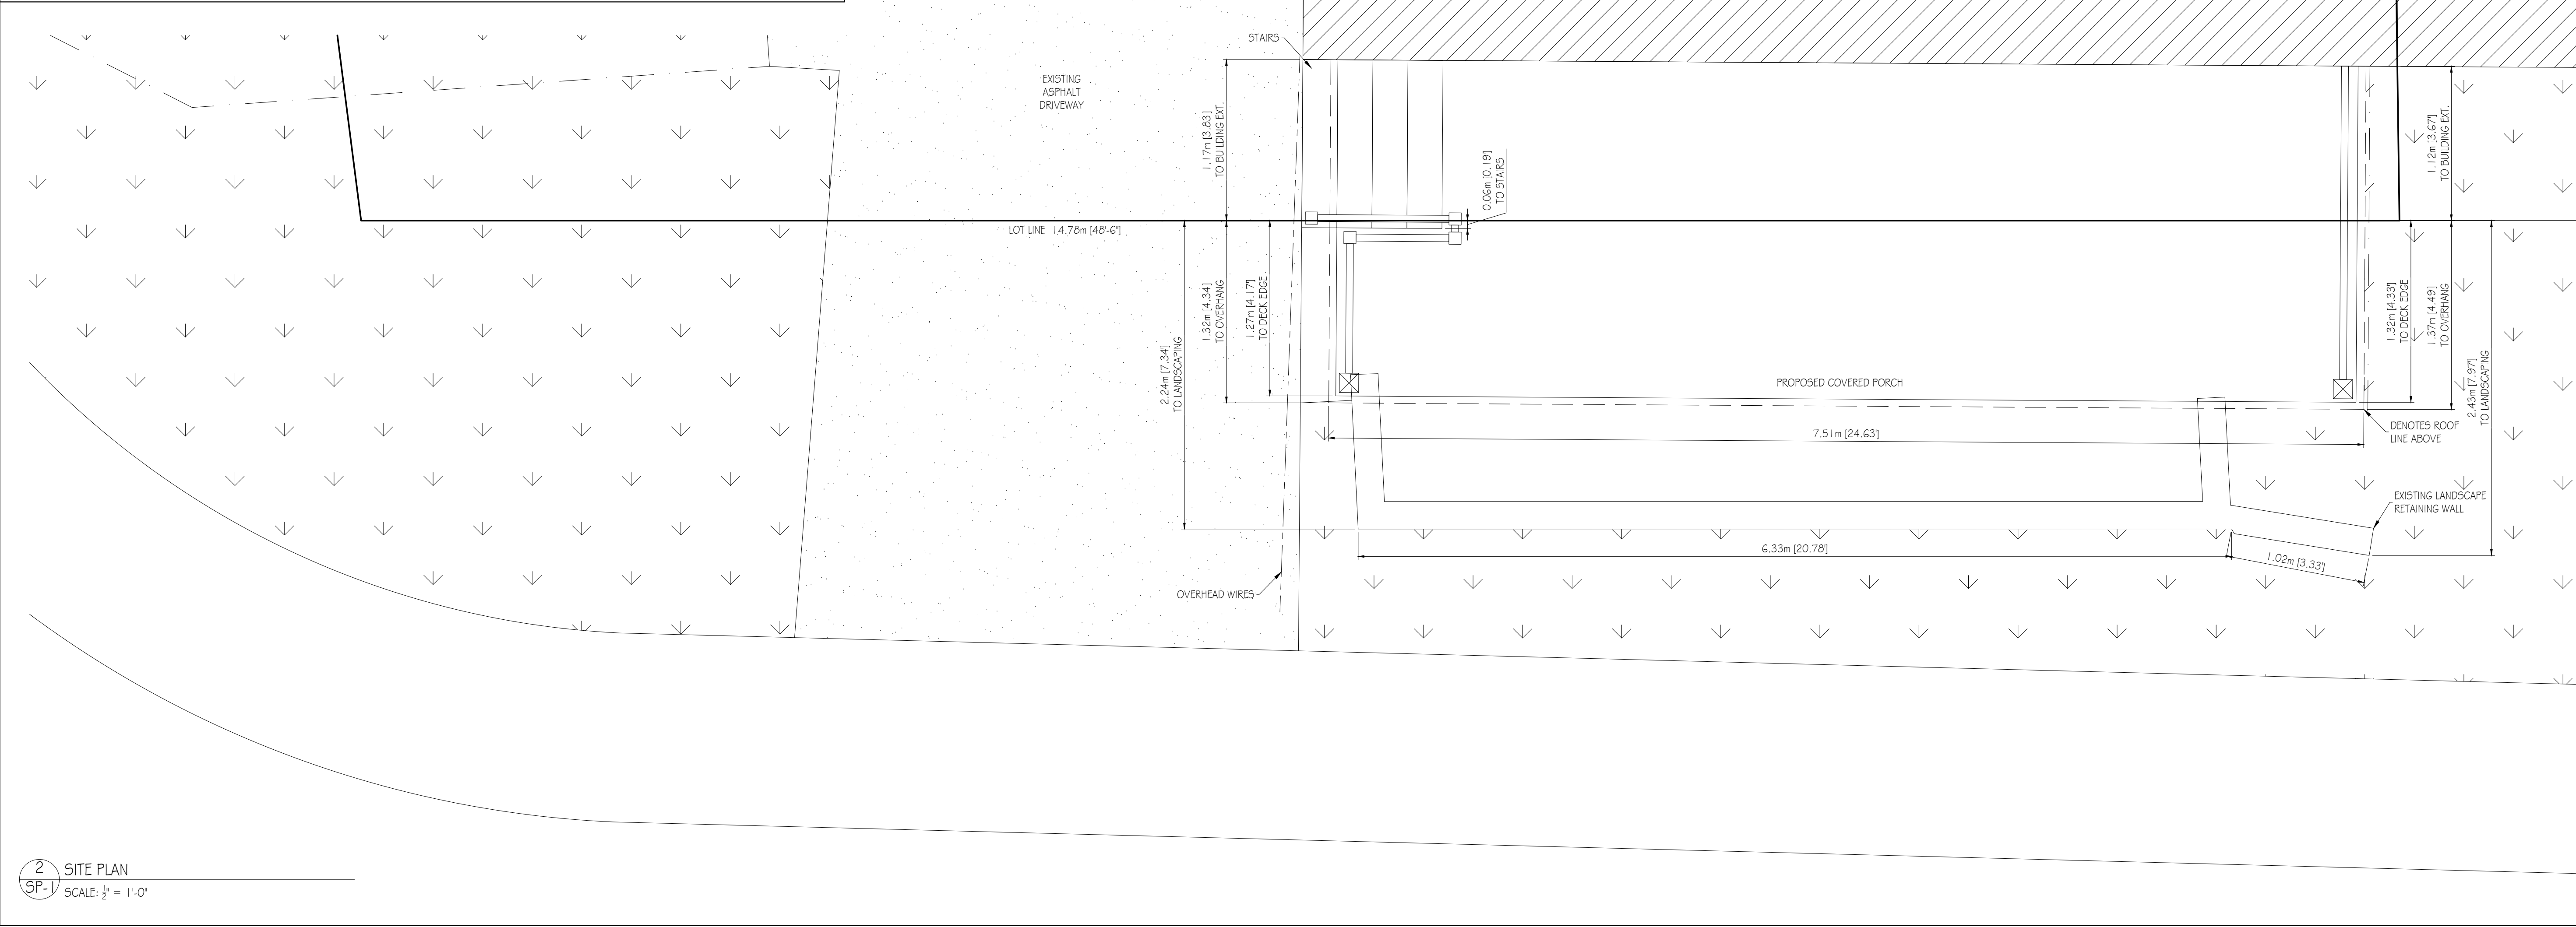 STAIRS
EXISTING
ASPHALT
DRIVEWAY
1.17m [3.83']
TO BUILDING EXT.
0.06m [0.19']
TO STAIRS
1.12m [3.67']
TO BUILDING EXT.
LOT LINE 14.78m [48'-6"]
2.24m [7.34']
TO LANDSCAPING
1.32m [4.34']
TO OVERHANG
1.27m [4.17']
TO DECK EDGE
1.32m [4.33']
TO DECK EDGE
1.37m [4.49']
TO OVERHANG
2.43m [7.97']
TO LANDSCAPING
PROPOSED COVERED PORCH
7.51m [24.63']
DENOTES ROOF
LINE ABOVE
EXISTING LANDSCAPE
RETAINING WALL
6.33m [20.78']
1.02m [3.33']
OVERHEAD WIRES
2
SP-1
SITE PLAN
SCALE: ½" = 1'-0"